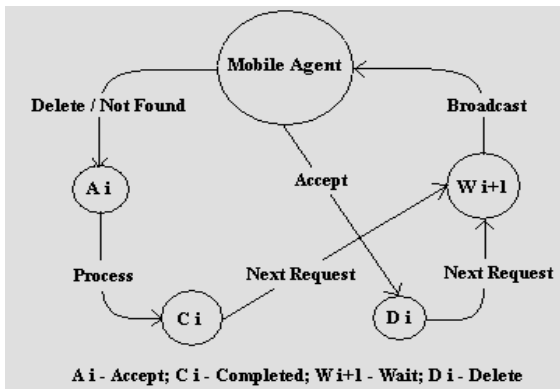 Mobile Agent
Delete / Not Found
Broadcast
A i
Accept
W i+1
Process
Next Request
Next Request
C i
D i
A i - Accept; C i - Completed; W i+1 - Wait; D i - Delete